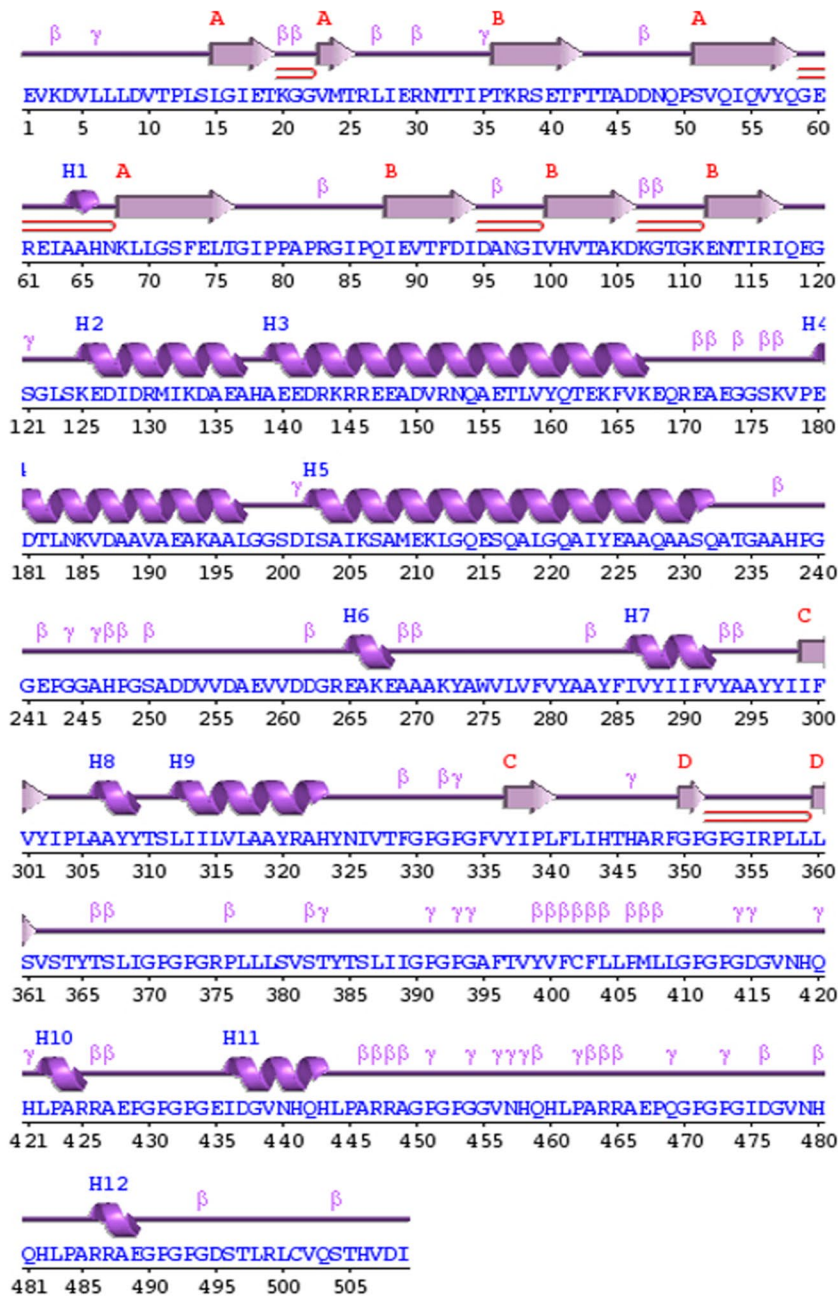 A A B A
β γ ββ β β γ β
EVKDVLLLDVTPLSLGIETKGGVMTRLIERNTTIPTKRSETFTTADDNQPSVQIQVYQGE
1 5 10 15 20 25 30 35 40 45 50 55 60
H1 A B B B
β β ββ
REIAAHNKLLGSFELTGIPPAPRGIPQIEVTFDIDANGIVHVTAKDKGTGKENTIRIQEG
61 65 70 75 80 85 90 95 100 105 110 115 120
H2 H3 H4
γ ββ β ββ
SGLSKEDIDRMIKDAEAHAEEDRKRREEADVRNQAETLVYQTEKFVKEQREAEGGSKVPE
121 125 130 135 140 145 150 155 160 165 170 175 180
4 H5
γ β
DTLNKVDAAVAEAKAALGGSDISAIKSAMEKLGQESQALGQAIYEAAQAASQATGAAHPG
181 185 190 195 200 205 210 215 220 225 230 235 240
H6 H7 C
β γ γββ β β ββ β ββ
GEPGGAHPGSADDVVDAEVVDDGREAKEAAAKYAWVLVFVYAAYFIVYIIFVYAAYYIIF
241 245 250 255 260 265 270 275 280 285 290 295 300
H8 H9 C D D
β βγ γ
VYIPLAAYYTSLIILVLAAYRAHYNIVTFGPGPGFVYIPLFLIHTHARFGPGPGIRPLLL
301 305 310 315 320 325 330 335 340 345 350 355 360
ββ β βγ γ γγ ββββββ βββ γγ γ
SVSTYTSLIGPGPGRPLLLSVSTYTSLIIGPGPGAFTVYVFCFLLPMLLGPGPGDGVNHQ
361 365 370 375 380 385 390 395 400 405 410 415 420
H10 H11
γ ββ ββββ γ γ γγγβ γβββ γ γ β β
HLPARRAEPGPGPGEIDGVNHQHLPARRAGPGPGGVNHQHLPARRAEPQGPGPGIDGVNH
421 425 430 435 440 445 450 455 460 465 470 475 480
H12
β β
QHLPARRAEGPGPGDSTLRLCVQSTHVDI
481 485 490 495 500 505